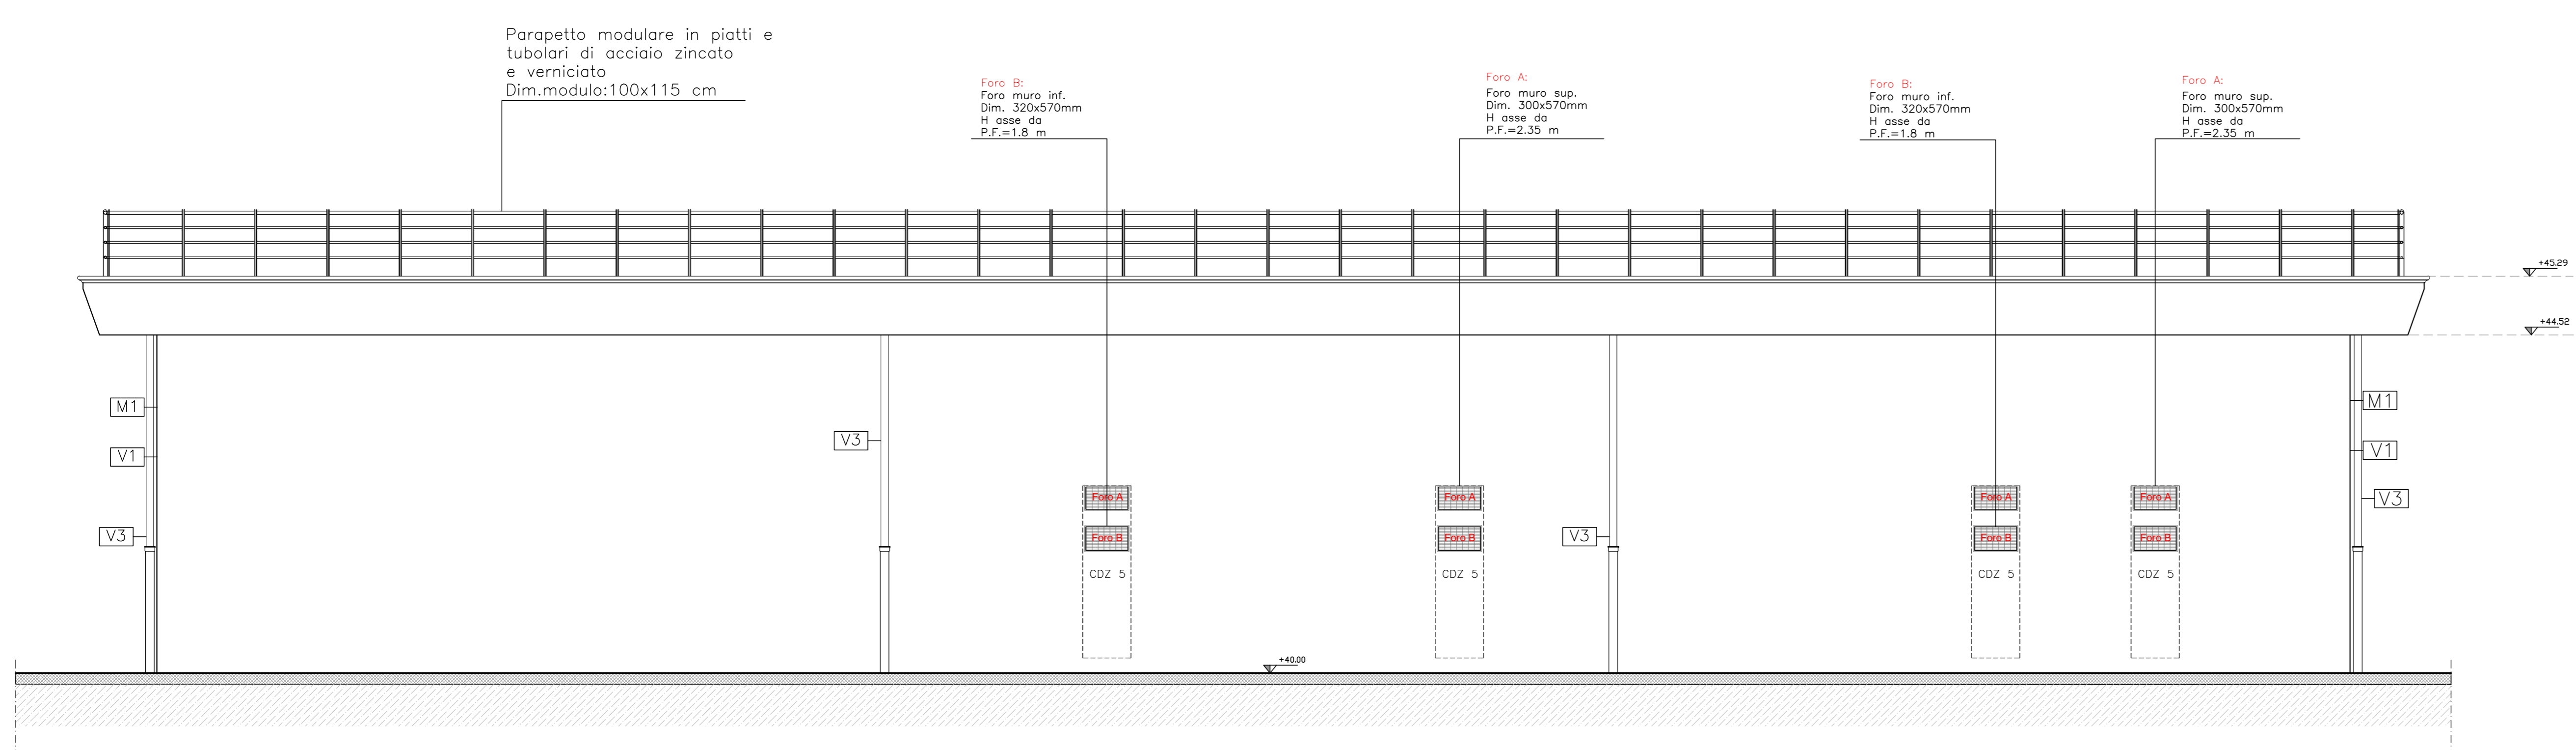 Parapetto modulare in piatti e
tubolari di acciaio zincato
e verniciato
Dim.modulo:100x115 cm
Foro B:
Foro muro inf.
Dim. 320x570mm
H asse da
P.F.=1.8 m
Foro A:
Foro muro sup.
Dim. 300x570mm
H asse da
P.F.=2.35 m
Foro B:
Foro muro inf.
Dim. 320x570mm
H asse da
P.F.=1.8 m
Foro A:
Foro muro sup.
Dim. 300x570mm
H asse da
P.F.=2.35 m
+45.29
+44.52
M1
V1
V3
V3
Foro A
Foro B
CDZ 5
Foro A
Foro B
CDZ 5
V3
Foro A
Foro B
CDZ 5
Foro A
Foro B
CDZ 5
M1
V1
V3
+40.00